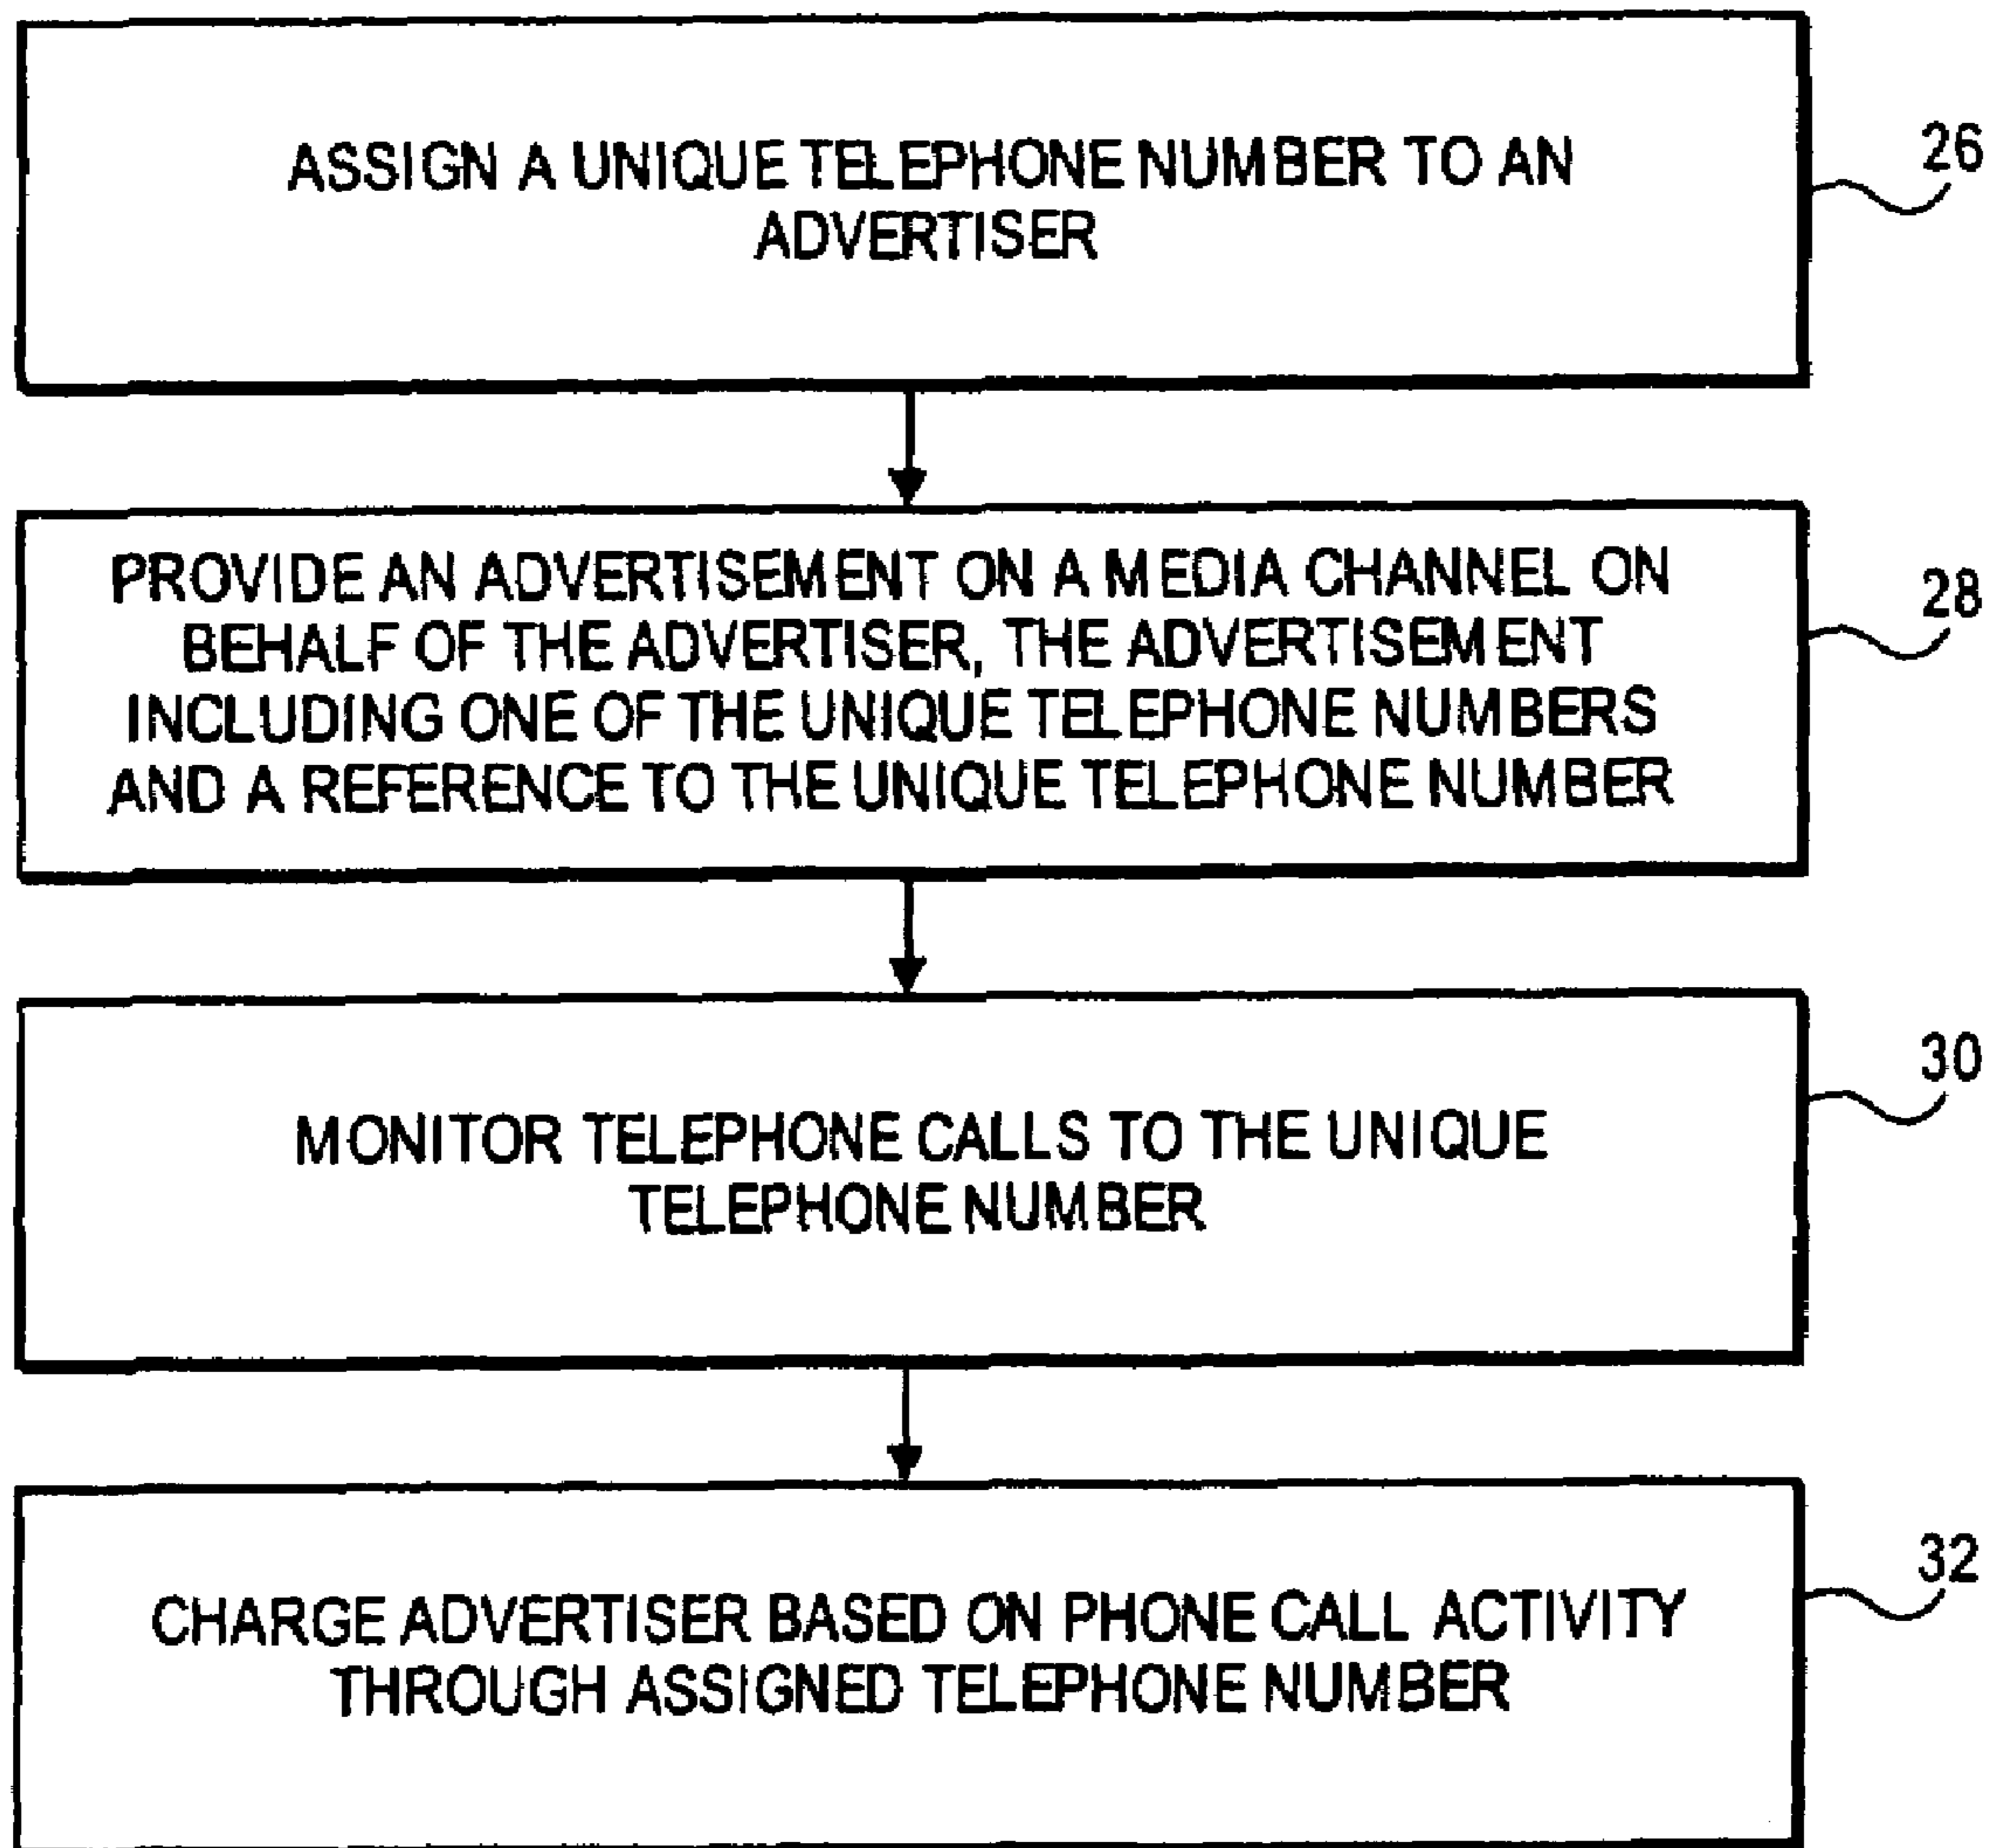 ASSIGN A UNIQUE TELEPHONE NUMBER TO AN
ADVERTISER
26
PROVIDE AN ADVERTISEMENT ON A MEDIA CHANNEL ON
BEHALF OF THE ADVERTISER, THE ADVERTISEMENT
INCLUDING ONE OF THE UNIQUE TELEPHONE NUMBERS
AND A REFERENCE TO THE UNIQUE TELEPHONE NUMBER
28
MONITOR TELEPHONE CALLS TO THE UNIQUE
TELEPHONE NUMBER
30
CHARGE ADVERTISER BASED ON PHONE CALL ACTIVITY
THROUGH ASSIGNED TELEPHONE NUMBER
32